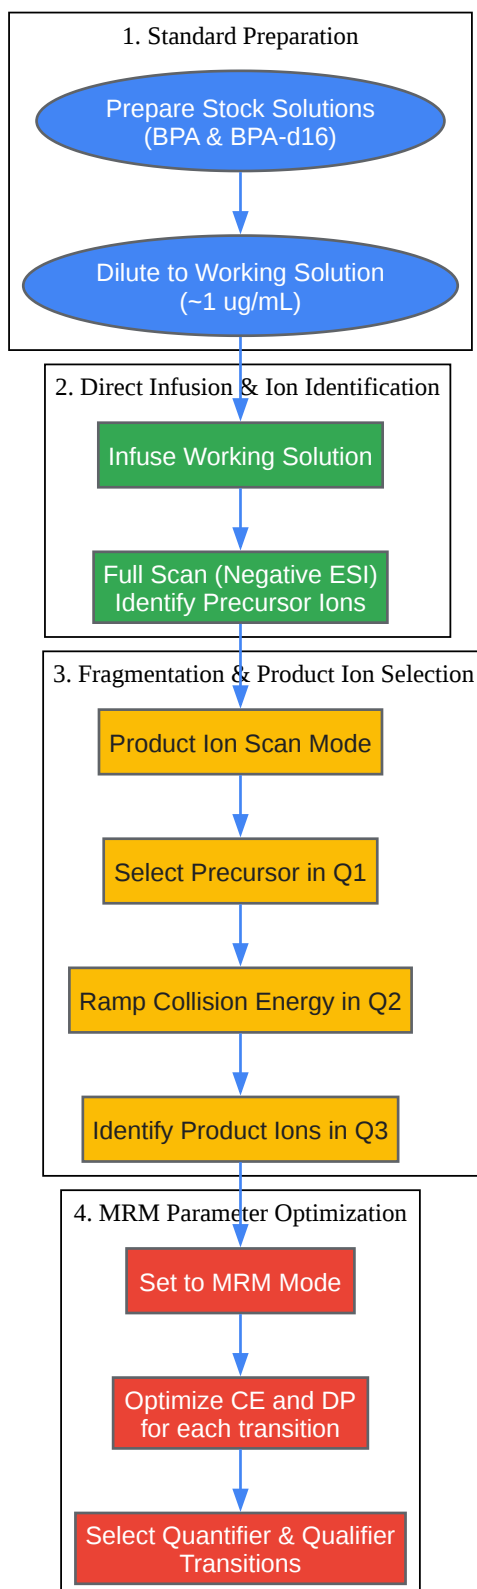 1. Standard Preparation
Prepare Stock Solutions
(BPA & BPA-d16)
Dilute to Working Solution
(~1 ug/mL)
2. Direct Infusion & Ion Identification
Infuse Working Solution
Full Scan (Negative ESI)
Identify Precursor Ions
3. Fragmentation & Product Ion Selection
Product Ion Scan Mode
Select Precursor in Q1
Ramp Collision Energy in Q2
Identify Product Ions in Q3
4. MRM Parameter Optimization
Set to MRM Mode
Optimize CE and DP
for each transition
Select Quantifier & Qualifier
Transitions